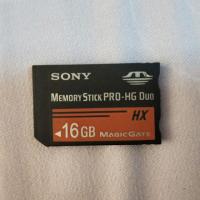 SONY
MEMORY STICK PRO-HG DUO
HX
16GB MAGICGATE